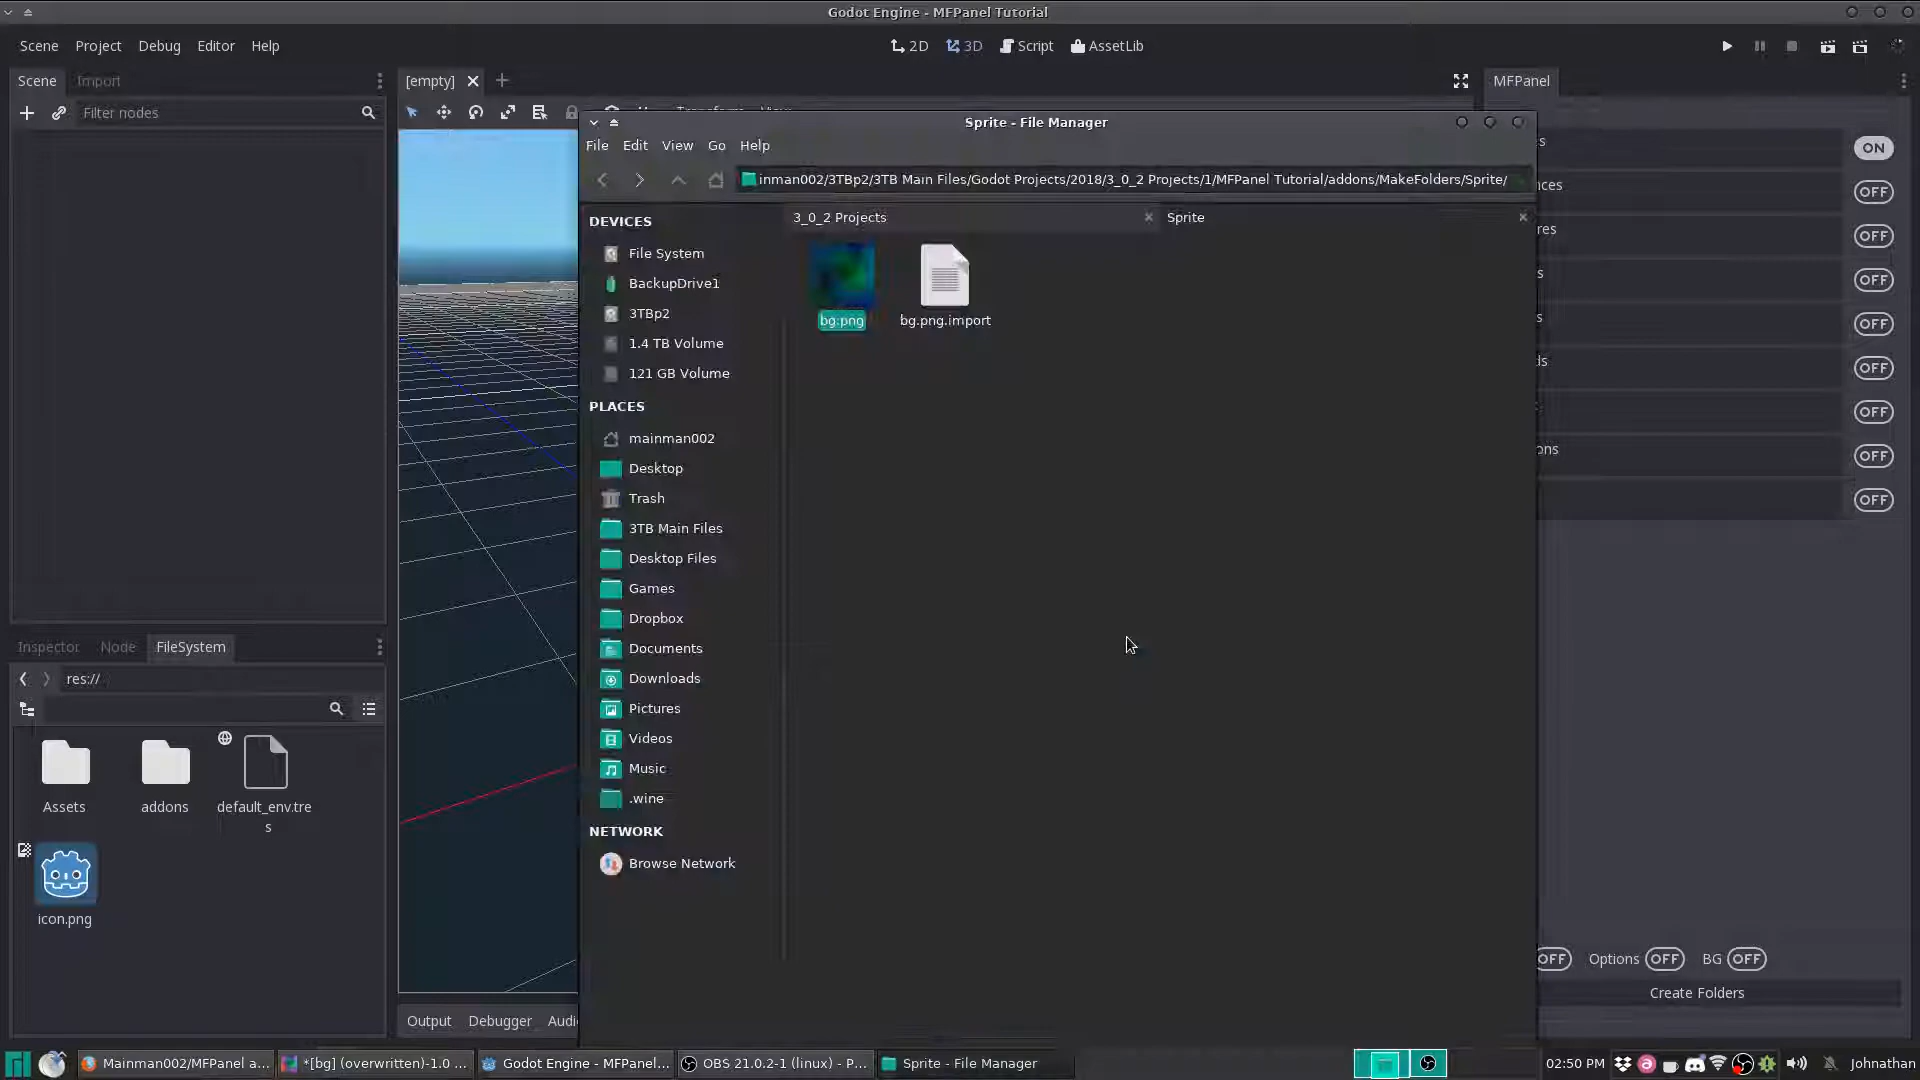 Godot Engine - MFPanel Tutorial
Scene Project Debug Editor Help
2D 3D Script AssetLib
Scene Import
[empty]
MFPanel
Filter nodes
Sprite - File Manager
File Edit View Go Help
inman002/3TBp2/3TB Main Files/Godot Projects/2018/3_0_2 Projects/1/MFPanel Tutorial/addons/MakeFolders/Sprite/
DEVICES
File System
BackupDrive1
3TBp2
1.4 TB Volume
121 GB Volume
PLACES
mainman002
Desktop
Trash
3TB Main Files
Desktop Files
Games
Dropbox
Documents
Downloads
Pictures
Videos
Music
.wine
NETWORK
Browse Network
3_0_2 Projects
Sprite
bg.png
bg.png.import
s ON
nces OFF
res OFF
s OFF
s OFF
ds OFF
OFF
ons OFF
OFF
OFF Options OFF BG OFF
Create Folders
Inspector Node FileSystem
res://
Assets
addons
default_env.tre
s
icon.png
Output Debugger Audi
Mainman002/MFPanel a...
*[bg] (overwritten)-1.0 ...
Godot Engine - MFPanel...
OBS 21.0.2-1 (linux) - P...
Sprite - File Manager
02:50 PM
Johnathan